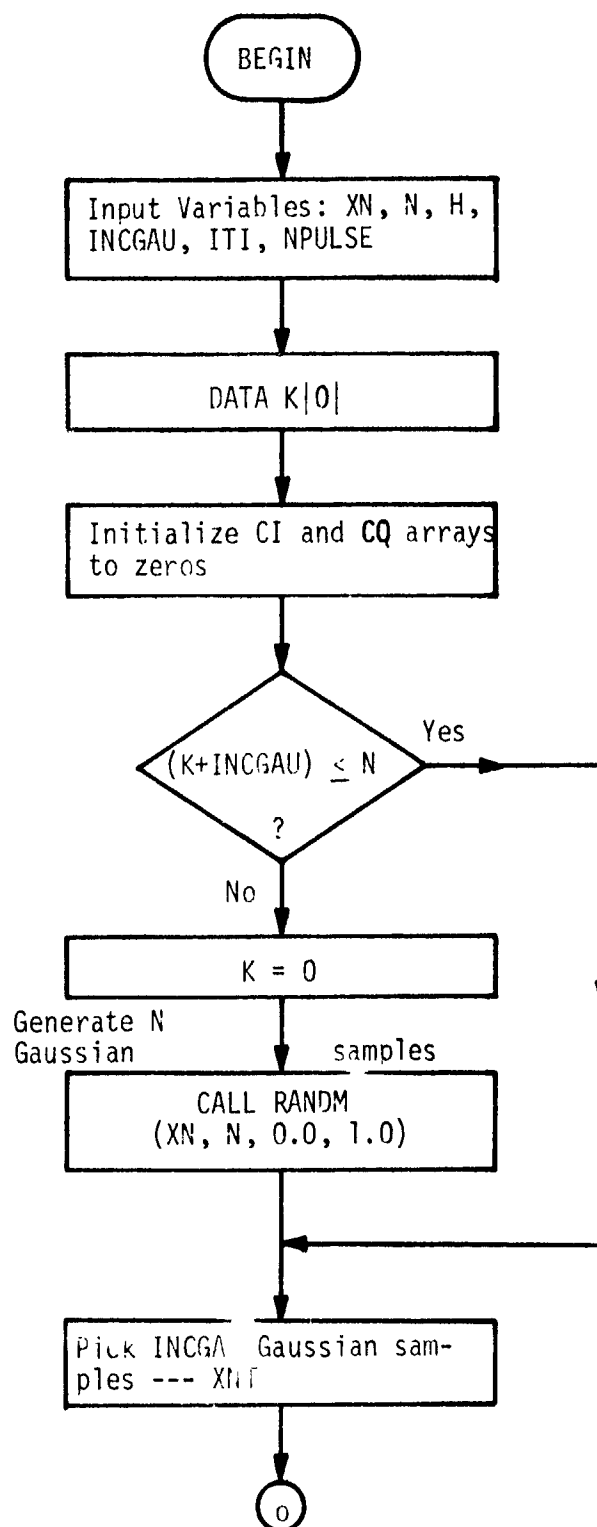 BEGIN
Input Variables: XN, N, H,
INCGAU, ITI, NPULSE
DATA K|0|
Initialize CI and CQ arrays
to zeros
(K+INCGAU) ≤ N
?
Yes
No
K = 0
Generate N
Gaussian samples
CALL RANDM
(XN, N, 0.0, 1.0)
Pick INCGA Gaussian sam-
ples ---
o